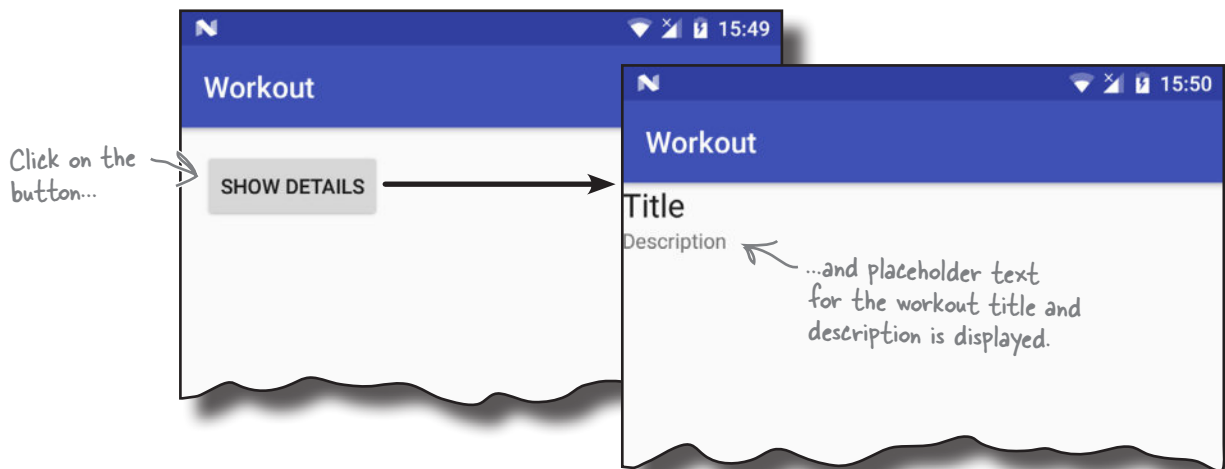 15:49
Workout
Click on the
button...
SHOW DETAILS
15:50
Workout
Title
Description
...and placeholder text
for the workout title and
description is displayed.